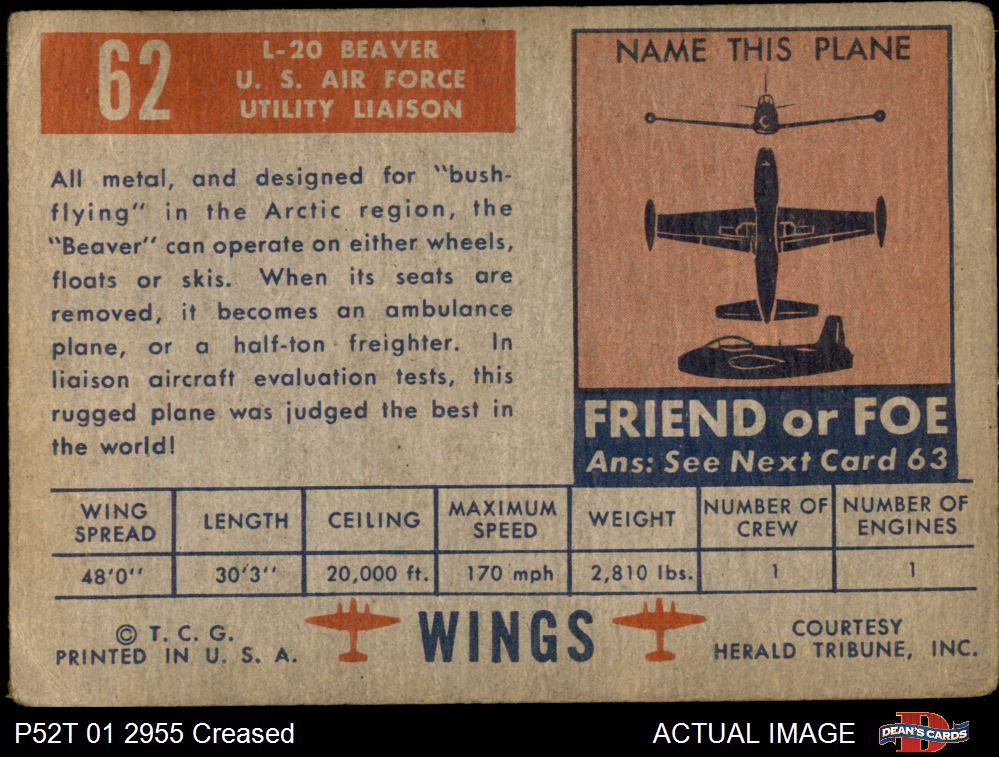 62
L-20 BEAVER
U. S. AIR FORCE
UTILITY LIAISON
All metal, and designed for "bush-
flying" in the Arctic region, the
"Beaver" can operate on either wheels,
floats or skis. When its seats are
removed, it becomes an ambulance
plane, or a half-ton freighter. In
liaison aircraft evaluation tests, this
rugged plane was judged the best in
the world!
NAME THIS PLANE
FRIEND or FOE
Ans: See Next Card 63
WING SPREAD LENGTH CEILING MAXIMUM SPEED WEIGHT NUMBER OF CREW NUMBER OF ENGINES
48'0" 30'3" 20,000 ft. 170 mph 2,810 lbs. 1 1
© T. C. G.
PRINTED IN U. S. A.
WINGS
COURTESY
HERALD TRIBUNE, INC.
P52T 01 2955 Creased
ACTUAL IMAGE
DEAN'S CARDS